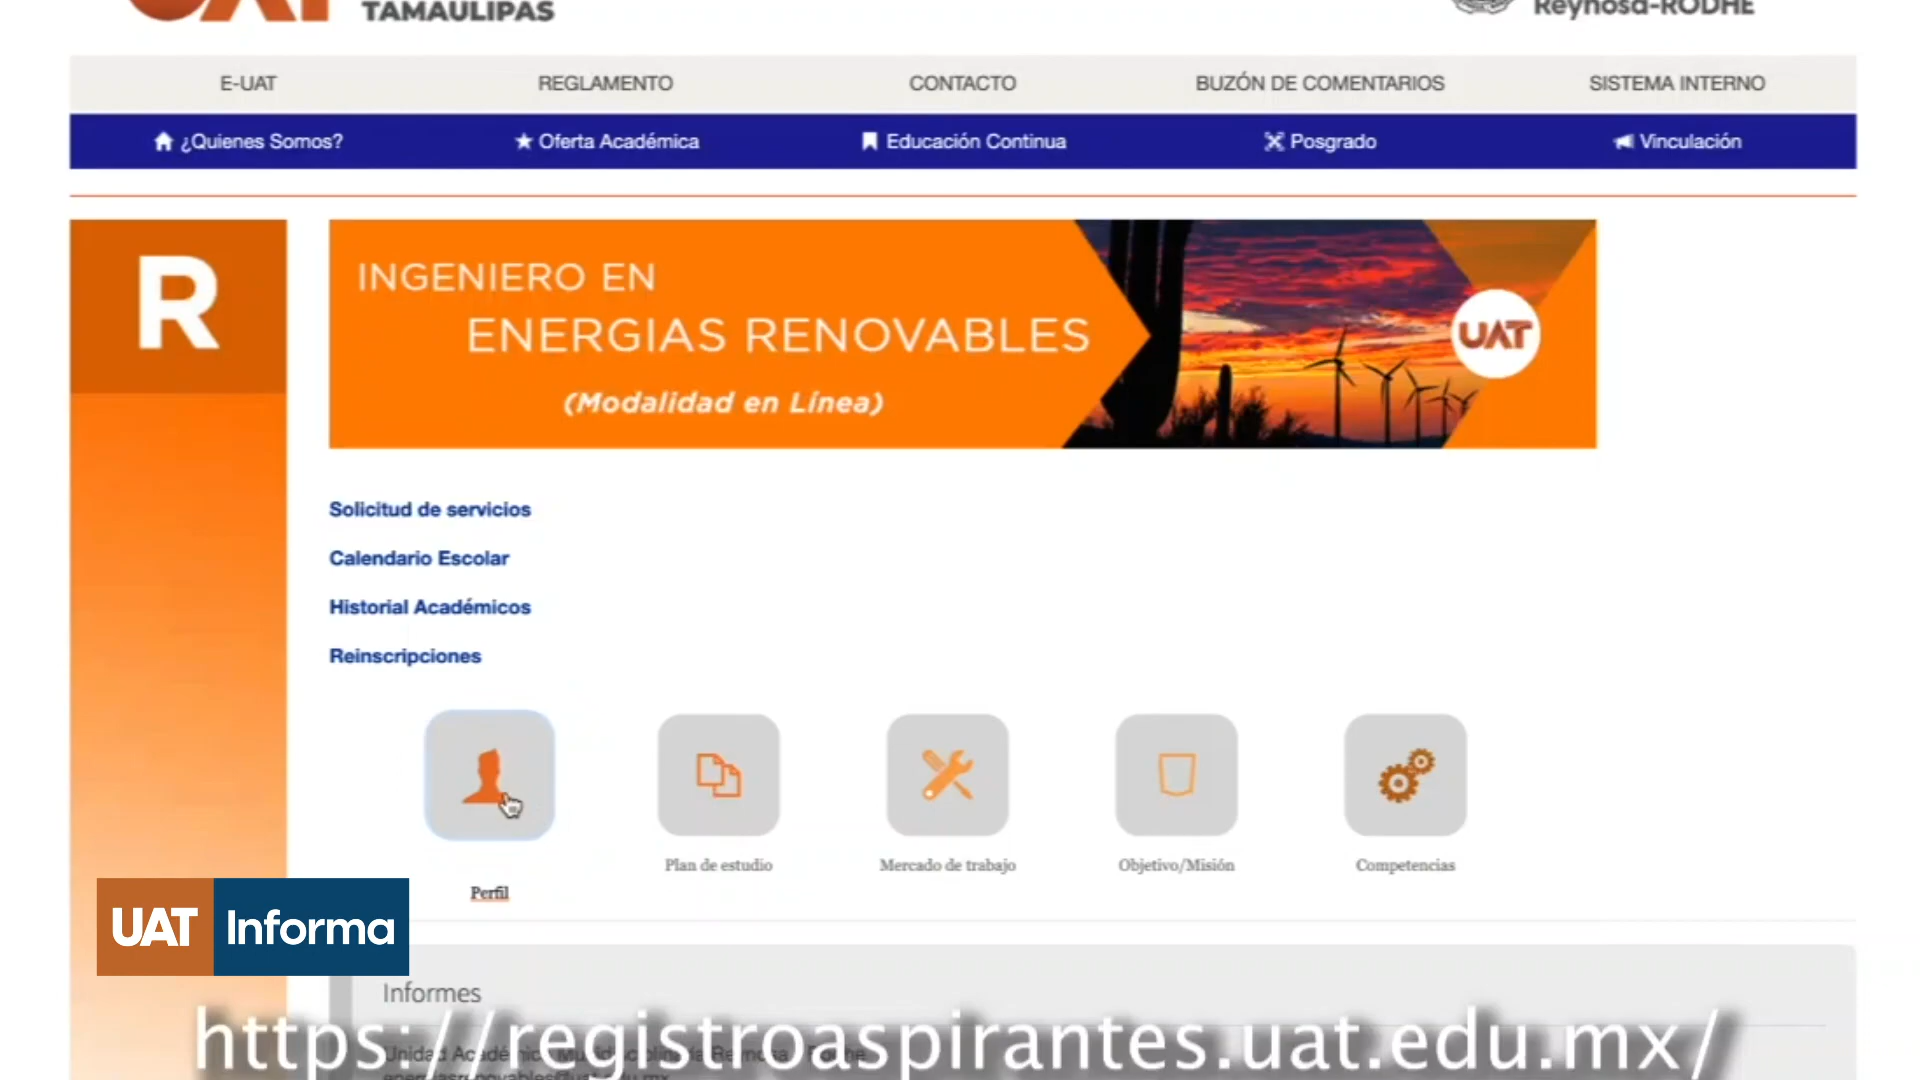 UAT
TAMAULIPAS
Reynosa-RODHE
E-UAT
REGLAMENTO
CONTACTO
BUZÓN DE COMENTARIOS
SISTEMA INTERNO
¿Quienes Somos?
Oferta Académica
Educación Continua
Posgrado
Vinculación
R
INGENIERO EN
ENERGIAS RENOVABLES
(Modalidad en Línea)
UAT
Solicitud de servicios
Calendario Escolar
Historial Académicos
Reinscripciones
Perfil
Plan de estudio
Mercado de trabajo
Objetivo/Misión
Competencias
UAT Informa
Informes
https://registroaspirantes.uat.edu.mx/